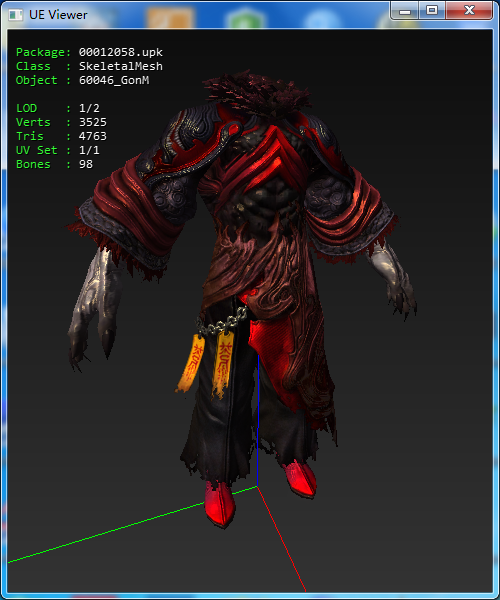 UE Viewer
Package: 00012058.upk
Class : SkeletalMesh
Object : 60046_GonM
LOD : 1/2
Verts : 3525
Tris : 4763
UV Set : 1/1
Bones : 98